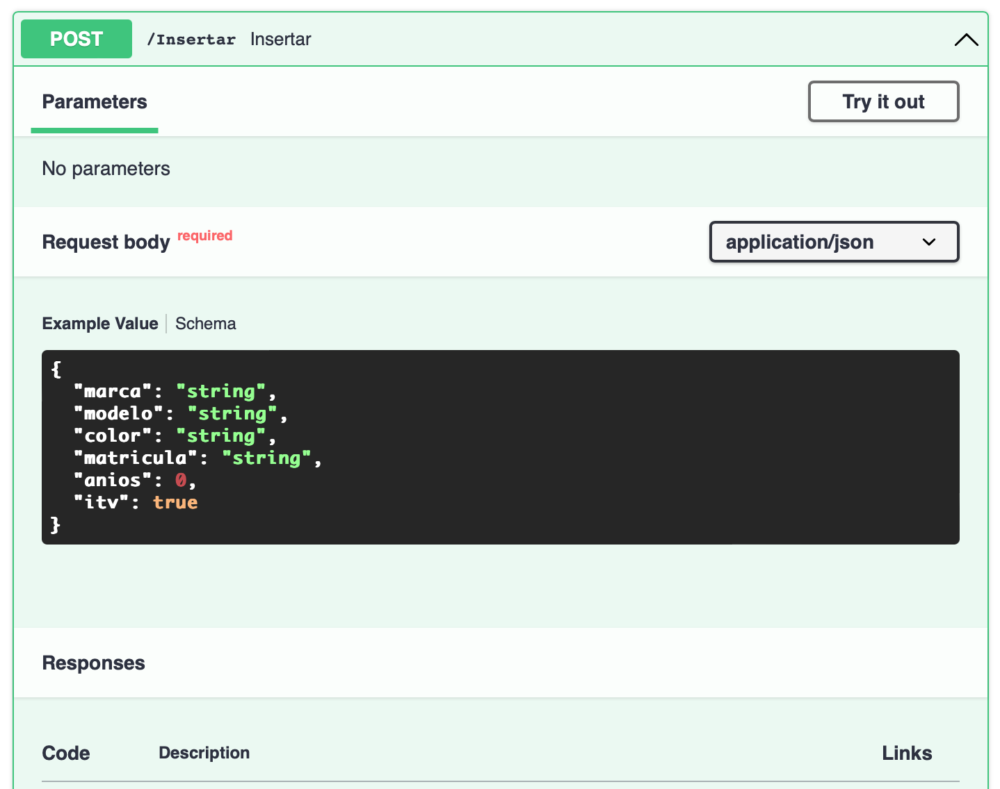 POST /Insertar Insertar
Parameters
Try it out
No parameters
Request body required
application/json
Example Value Schema
{
  "marca": "string",
  "modelo": "string",
  "color": "string",
  "matricula": "string",
  "anios": 0,
  "itv": true
}
Responses
Code Description Links